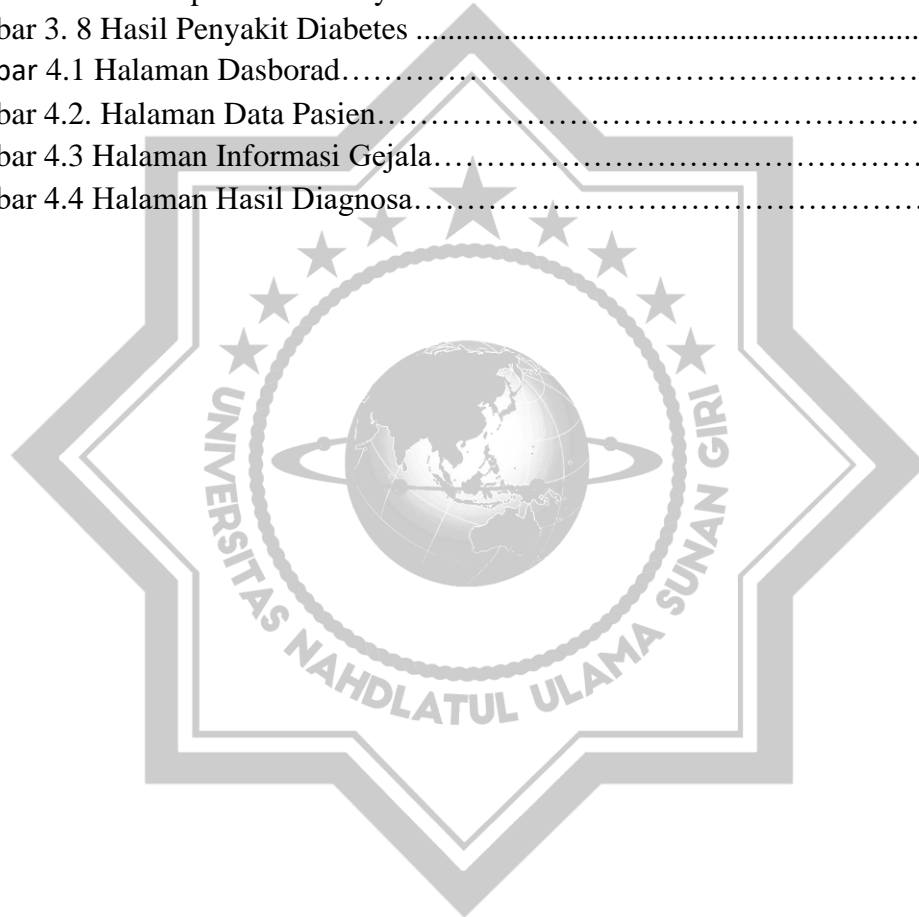 bar 3. 8 Hasil Penyakit Diabetes ..............................................................
bar 4.1 Halaman Dasborad……………………...……………………………
bar 4.2. Halaman Data Pasien…………………………………………………
bar 4.3 Halaman Informasi Gejala……………………………………………
bar 4.4 Halaman Hasil Diagnosa………………………………………………
UNIVERSITAS NAHDLATUL ULAMA SUNAN GIRI